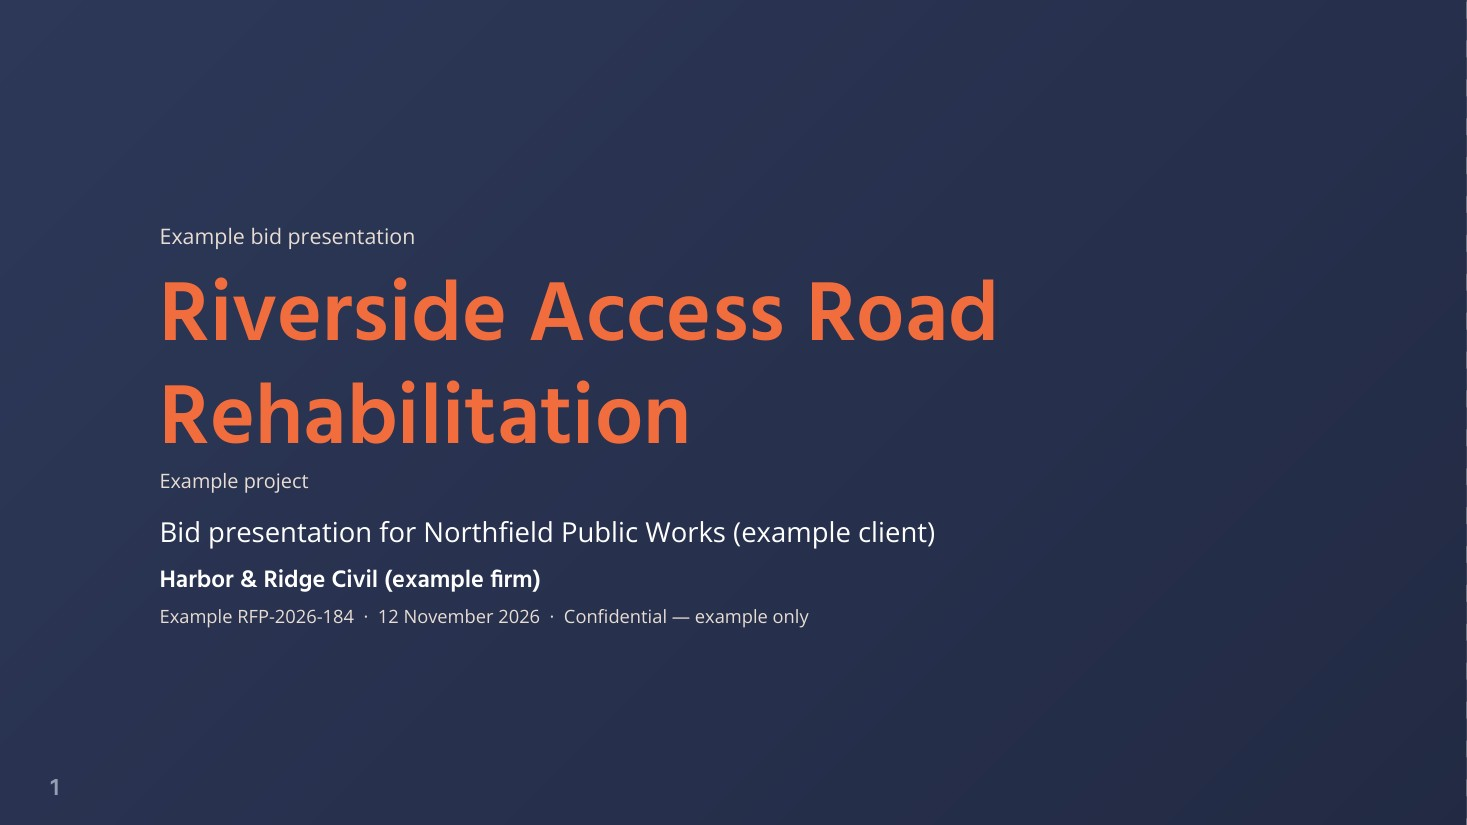 Example bid presentation
Riverside Access Road
Rehabilitation
Example project
Bid presentation for Northfield Public Works (example client)
Harbor & Ridge Civil (example firm)
Example RFP-2026-184 · 12 November 2026 · Confidential — example only
1